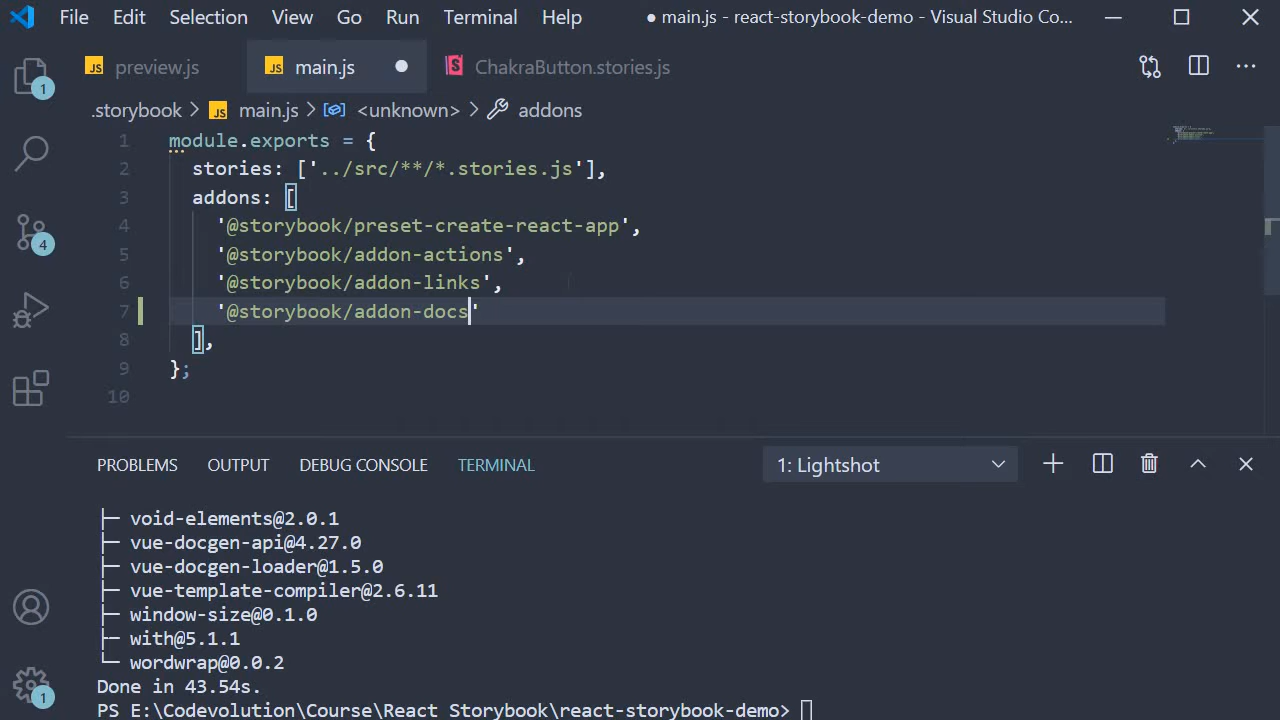 File Edit Selection View Go Run Terminal Help ● main.js - react-storybook-demo - Visual Studio Co...
JS preview.js JS main.js ● S ChakraButton.stories.js ...
.storybook > JS main.js > <unknown> > addons
1 module.exports = {
2 stories: ['../src/**/*.stories.js'],
3 addons: [
4 '@storybook/preset-create-react-app',
5 '@storybook/addon-actions',
6 '@storybook/addon-links',
7 '@storybook/addon-docs'
8 ],
9 };
10
1
4
1
PROBLEMS OUTPUT DEBUG CONSOLE TERMINAL 1: Lightshot
├─ void-elements@2.0.1
├─ vue-docgen-api@4.27.0
├─ vue-docgen-loader@1.5.0
├─ vue-template-compiler@2.6.11
├─ window-size@0.1.0
├─ with@5.1.1
└─ wordwrap@0.0.2
Done in 43.54s.
PS E:\Codevolution\Course\React Storybook\react-storybook-demo>